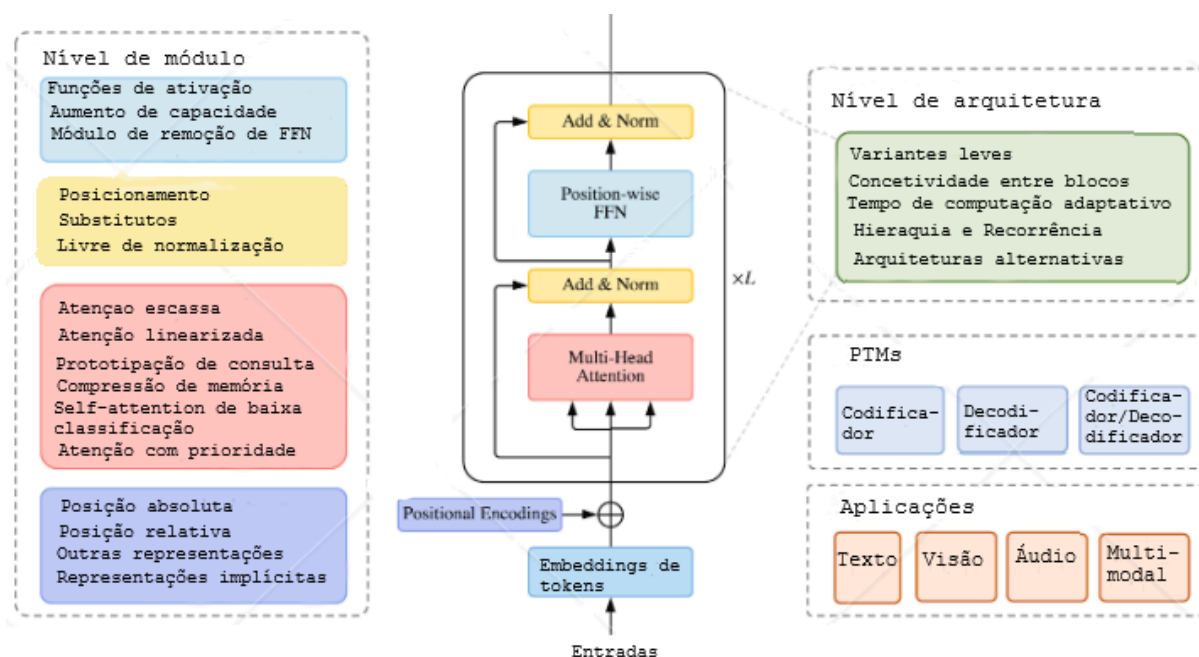 Nível de módulo
Funções de ativação
Aumento de capacidade
Módulo de remoção de FFN
Posicionamento
Substitutos
Livre de normalização
Atençao escassa
Atenção linearizada
Prototipação de consulta
Compressão de memória
Self-attention de baixa
classificação
Atenção com prioridade
Posição absoluta
Posição relativa
Outras representações
Representações implícitas
Add & Norm
Position-wise
FFN
Add & Norm
×L
Multi-Head
Attention
Positional Encodings
Embeddings de
tokens
Entradas
Nível de arquitetura
Variantes leves
Concetividade entre blocos
Tempo de computação adaptativo
Hieraquia e Recorrência
Arquiteturas alternativas
PTMs
Codifica-
dor
Decodi-
ficador
Codifica-
dor/Deco-
dificador
Aplicações
Texto
Visão
Áudio
Multi-
modal